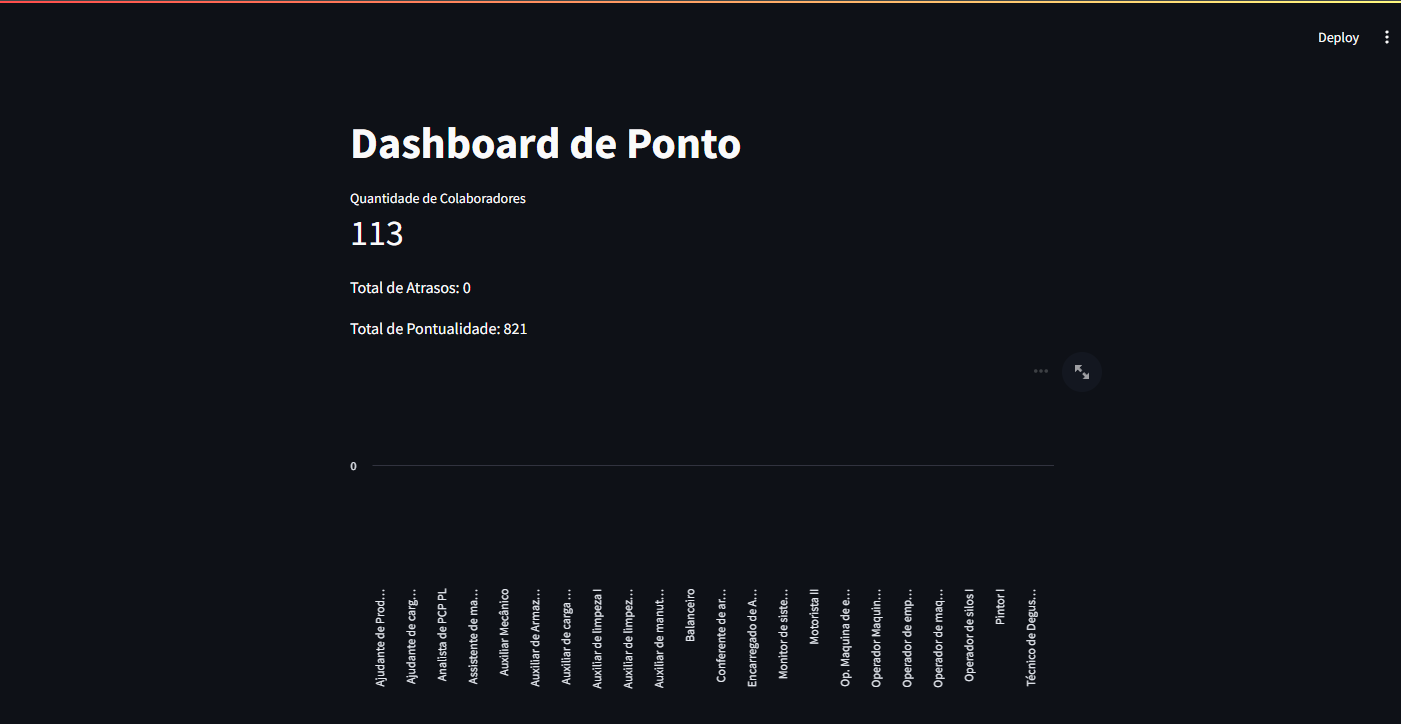 Deploy
Dashboard de Ponto
Quantidade de Colaboradores
113
Total de Atrasos: 0
Total de Pontualidade: 821
0
Ajudante de Prod…
Ajudante de carg…
Analista de PCP PL
Assistente de ma…
Auxiliar Mecânico
Auxiliar de Armaz…
Auxiliar de carga …
Auxiliar de limpeza I
Auxiliar de limpez…
Auxiliar de manut…
Balanceiro
Conferente de ar…
Encarregado de A…
Monitor de siste…
Motorista II
Op. Maquina de e…
Operador Maquin…
Operador de emp…
Operador de maq…
Operador de silos I
Pintor I
Técnico de Degus…